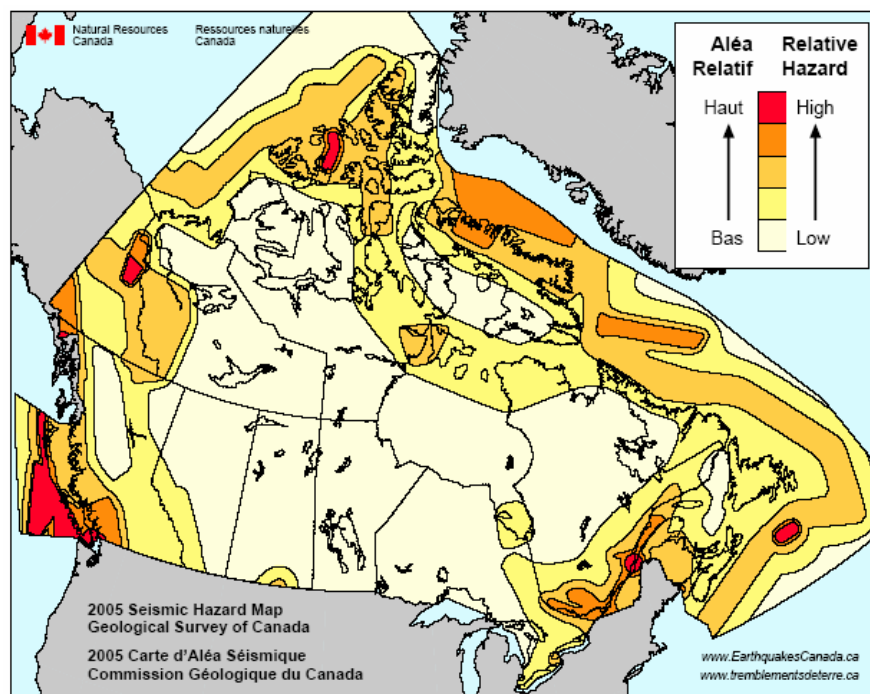 Natural Resources Ressources naturelles
Canada Canada
Aléa Relative
Relatif Hazard
Haut High
Bas Low
2005 Seismic Hazard Map
Geological Survey of Canada
2005 Carte d'Aléa Séismique
Commission Géologique du Canada
www.EarthquakesCanada.ca
www.tremblementsdeterre.ca